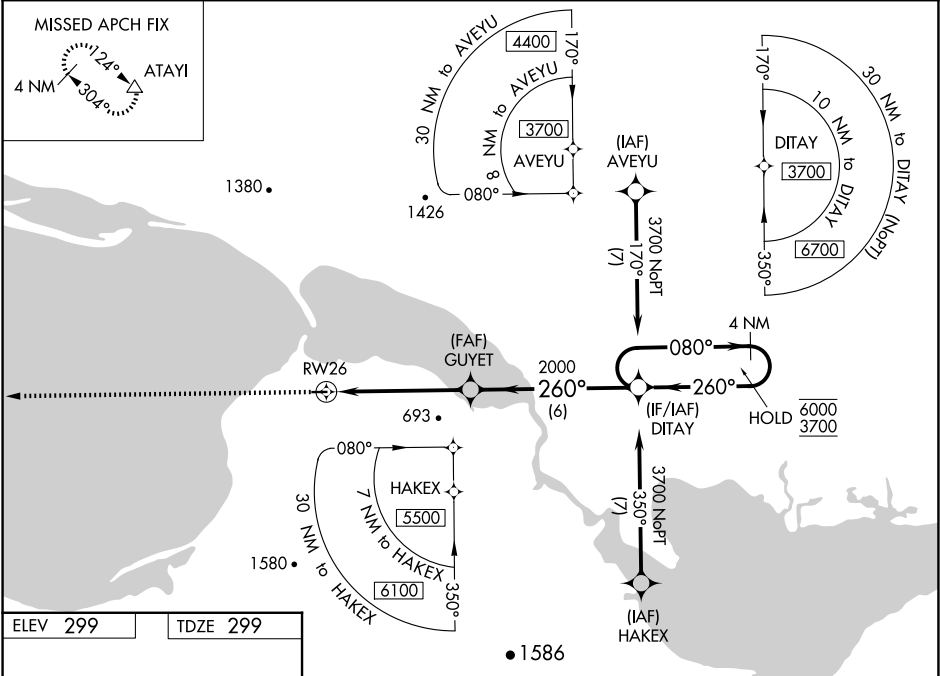 MISSED APCH FIX
124°
ATAYI
4 NM
304°
30 NM to AVEYU
4400
170°
8 NM to AVEYU
3700
AVEYU
080°
(IAF)
AVEYU
3700 NoPT
170°
(7)
170°
30 NM to DITAY (NoPT)
10 NM to DITAY
DITAY
3700
6700
350°
1380
1426
4 NM
080°
(FAF)
GUYET
2000
260°
(6)
260°
(IF/IAF)
DITAY
HOLD
6000
3700
RW26
693
080°
HAKEX
5500
7 NM to HAKEX
30 NM to HAKEX
6100
350°
1580
3700 NoPT
350°
(7)
(IAF)
HAKEX
ELEV 299
TDZE 299
1586